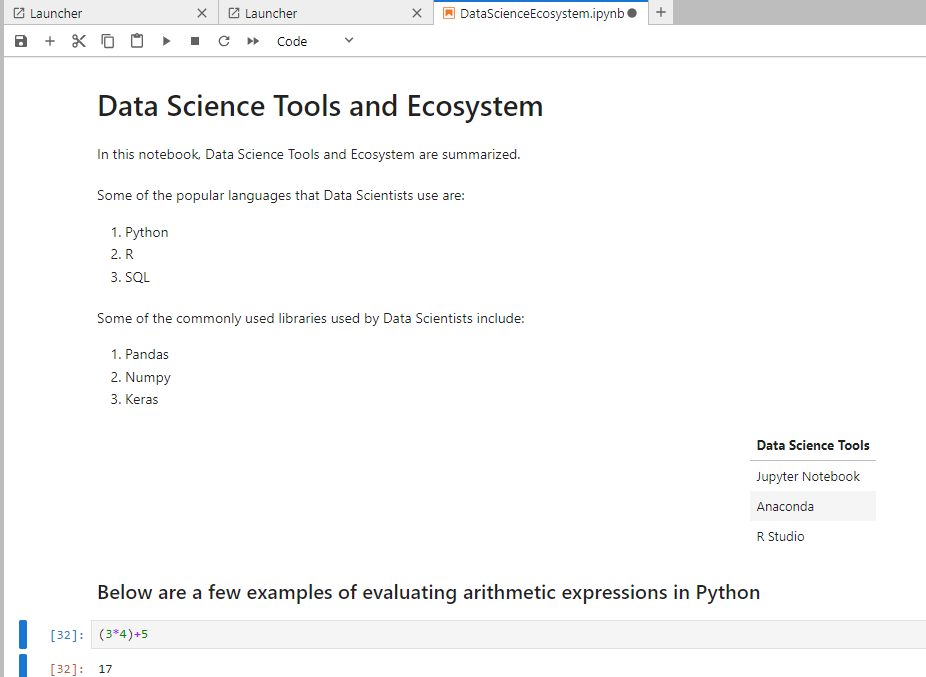 Launcher
Launcher
DataScienceEcosystem.ipynb
Code
Data Science Tools and Ecosystem
In this notebook, Data Science Tools and Ecosystem are summarized.
Some of the popular languages that Data Scientists use are:
1. Python
2. R
3. SQL
Some of the commonly used libraries used by Data Scientists include:
1. Pandas
2. Numpy
3. Keras
Data Science Tools
Jupyter Notebook
Anaconda
R Studio
Below are a few examples of evaluating arithmetic expressions in Python
[32]: (3*4)+5
[32]: 17